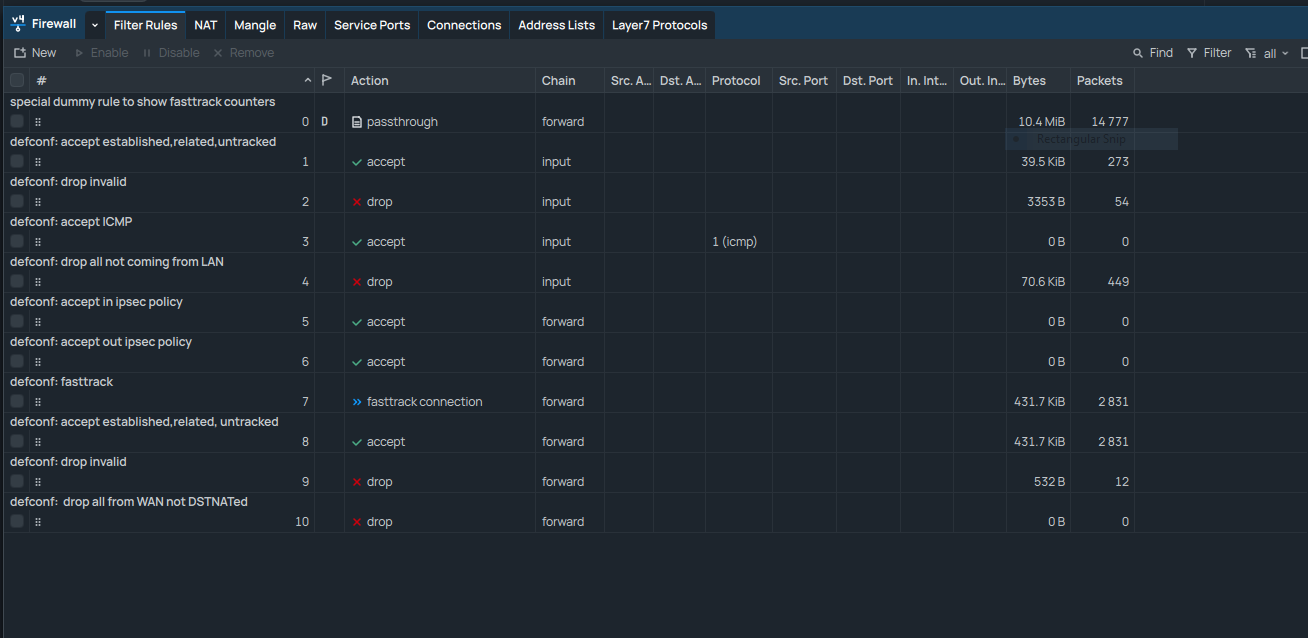 v4 Firewall Filter Rules NAT Mangle Raw Service Ports Connections Address Lists Layer7 Protocols
New Enable Disable Remove Find Filter all
# Action Chain Src. A... Dst. A... Protocol Src. Port Dst. Port In. Int... Out. In... Bytes Packets
special dummy rule to show fasttrack counters
0 D passthrough forward 10.4 MiB 14 777
Rectangular Snip
defconf: accept established,related,untracked
1 accept input 39.5 KiB 273
defconf: drop invalid
2 drop input 3353 B 54
defconf: accept ICMP
3 accept input 1 (icmp) 0 B 0
defconf: drop all not coming from LAN
4 drop input 70.6 KiB 449
defconf: accept in ipsec policy
5 accept forward 0 B 0
defconf: accept out ipsec policy
6 accept forward 0 B 0
defconf: fasttrack
7 fasttrack connection forward 431.7 KiB 2 831
defconf: accept established,related, untracked
8 accept forward 431.7 KiB 2 831
defconf: drop invalid
9 drop forward 532 B 12
defconf:  drop all from WAN not DSTNATed
10 drop forward 0 B 0